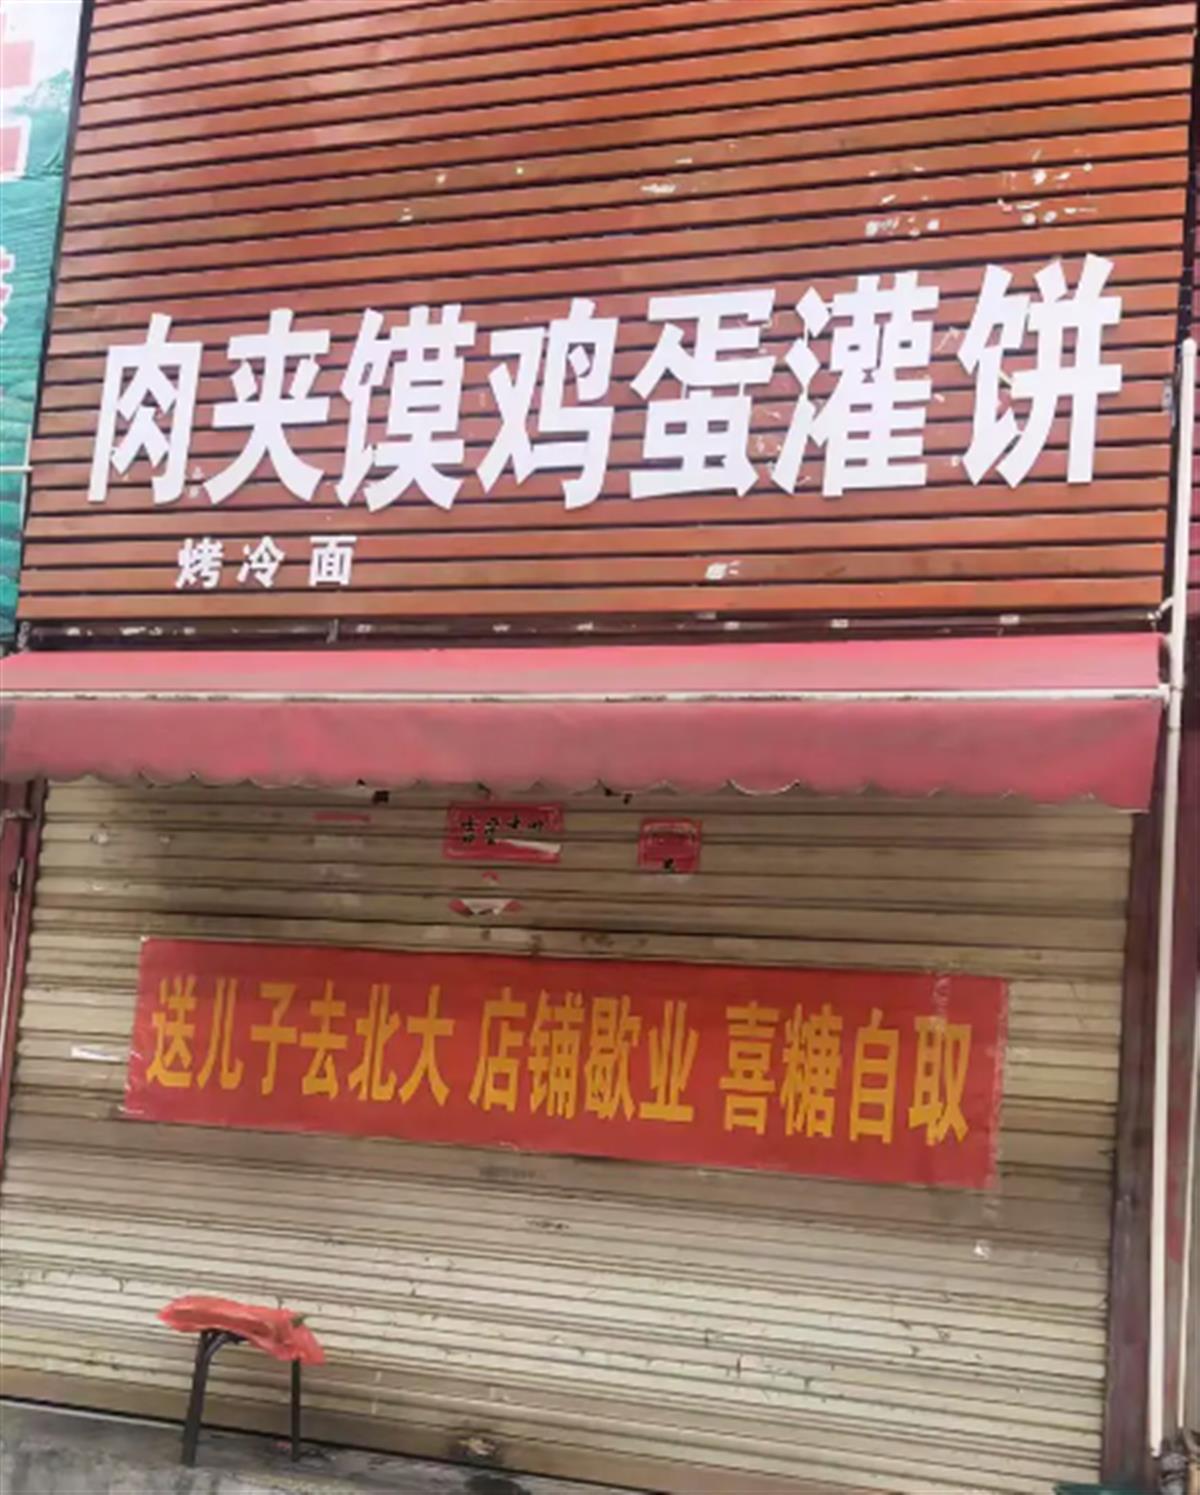 肉夹馍鸡蛋灌饼
烤冷面
送儿子去北大 店铺歇业 喜糖自取